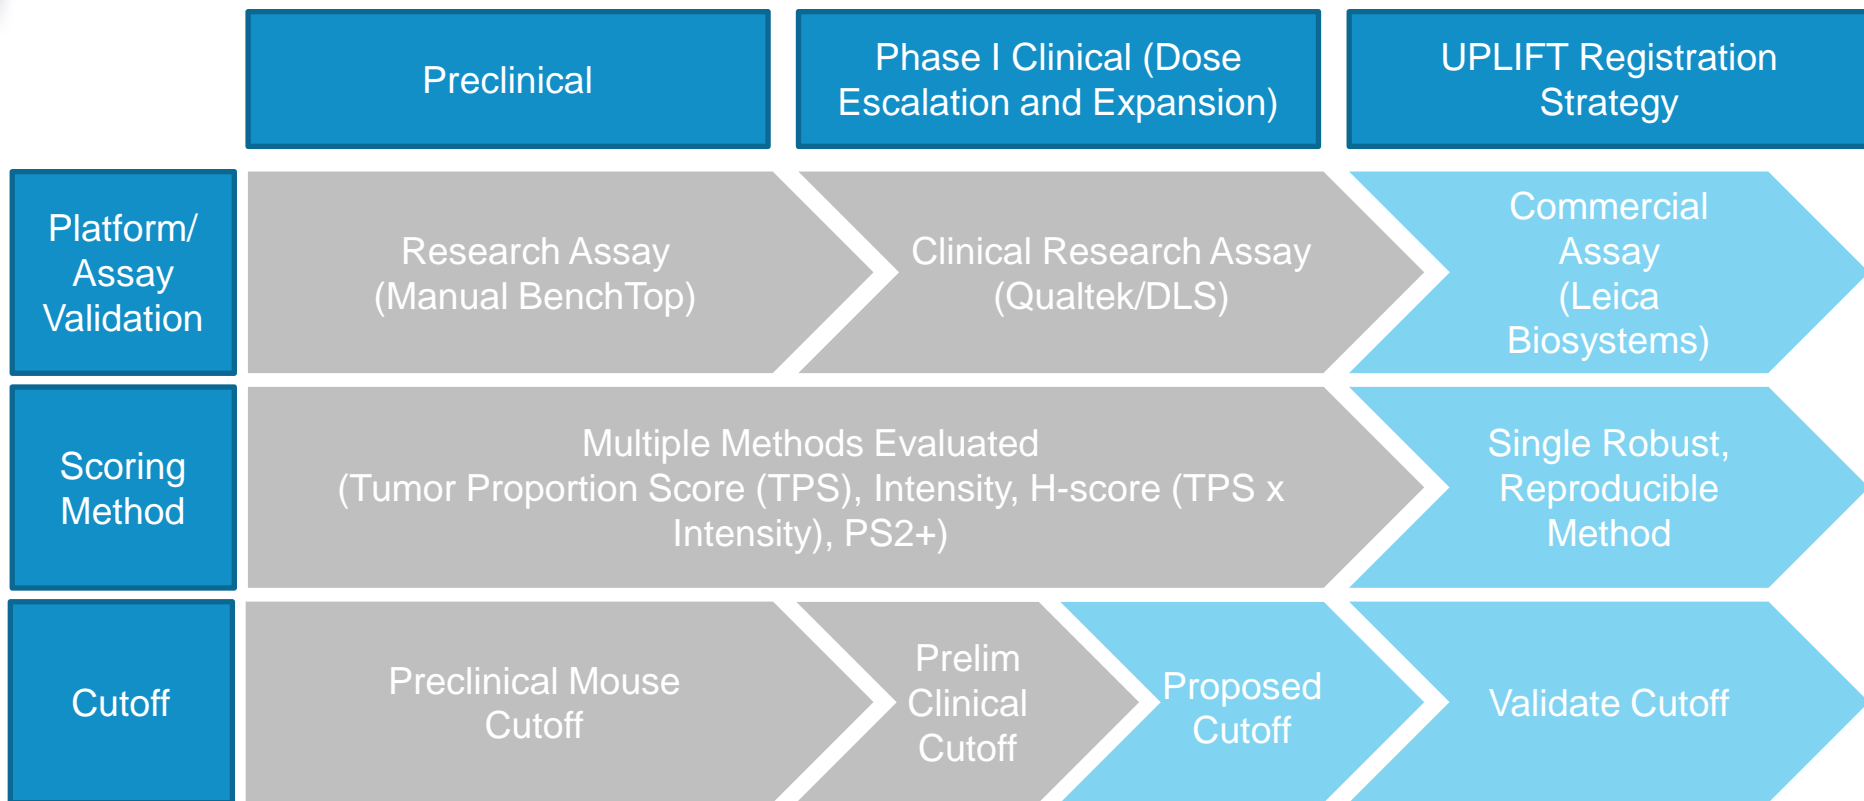 Preclinical
Phase I Clinical (Dose
Escalation and Expansion)
UPLIFT Registration
Strategy
Platform/
Assay
Validation
Research Assay
(Manual BenchTop)
Clinical Research Assay
(Qualtek/DLS)
Commercial
Assay
(Leica
Biosystems)
Scoring
Method
Multiple Methods Evaluated
(Tumor Proportion Score (TPS), Intensity, H-score (TPS x
Intensity), PS2+)
Single Robust,
Reproducible
Method
Cutoff
Preclinical Mouse
Cutoff
Prelim
Clinical
Cutoff
Proposed
Cutoff
Validate Cutoff